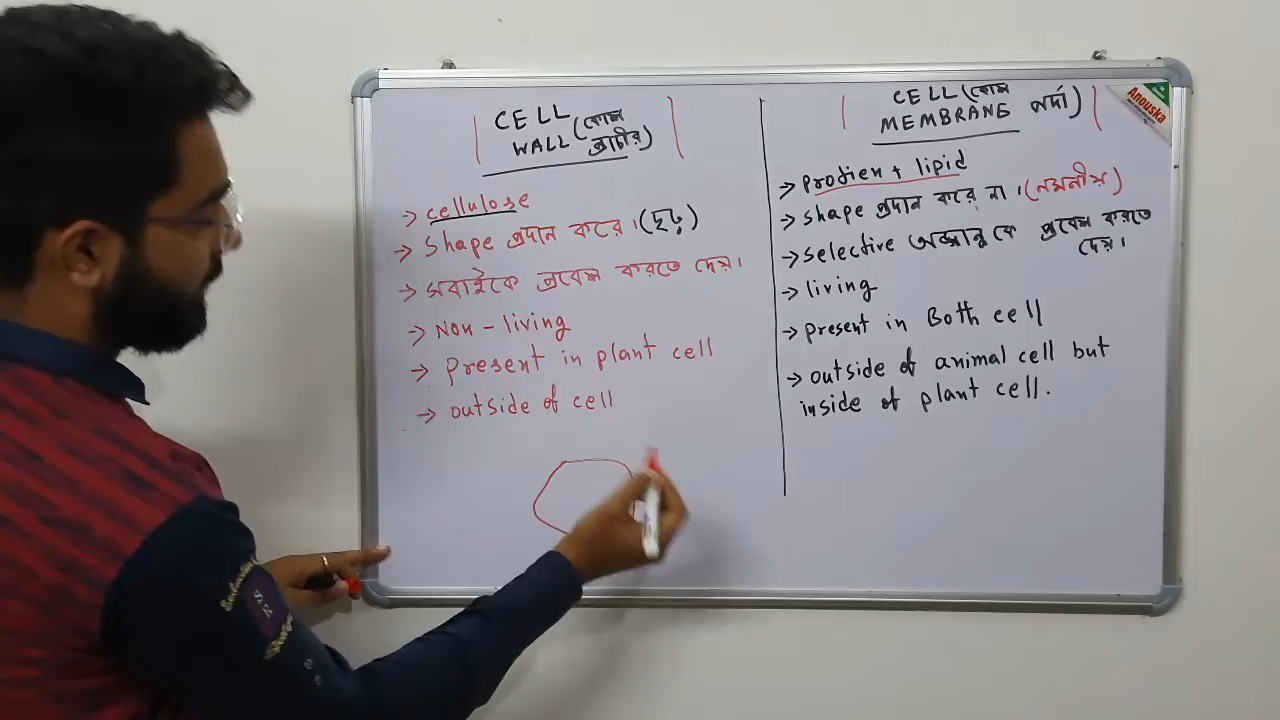 CELL
WALL (কোষ
প্রাচীর)
→ cellulose
→ shape প্রদান করে। (দৃঢ়)
→ সবাইকে প্রবেশ করতে দেয়।
→ Non-living
→ present in plant cell
→ outside of cell
CELL (কোষ
MEMBRANE পর্দা)
→ protien + lipid
→ shape প্রদান করে না। (নমনীয়)
→ selective অনু কে প্রবেশ করতে
দেয়।
→ living
→ present in Both cell
→ outside of animal cell but
inside of plant cell.
Anouska